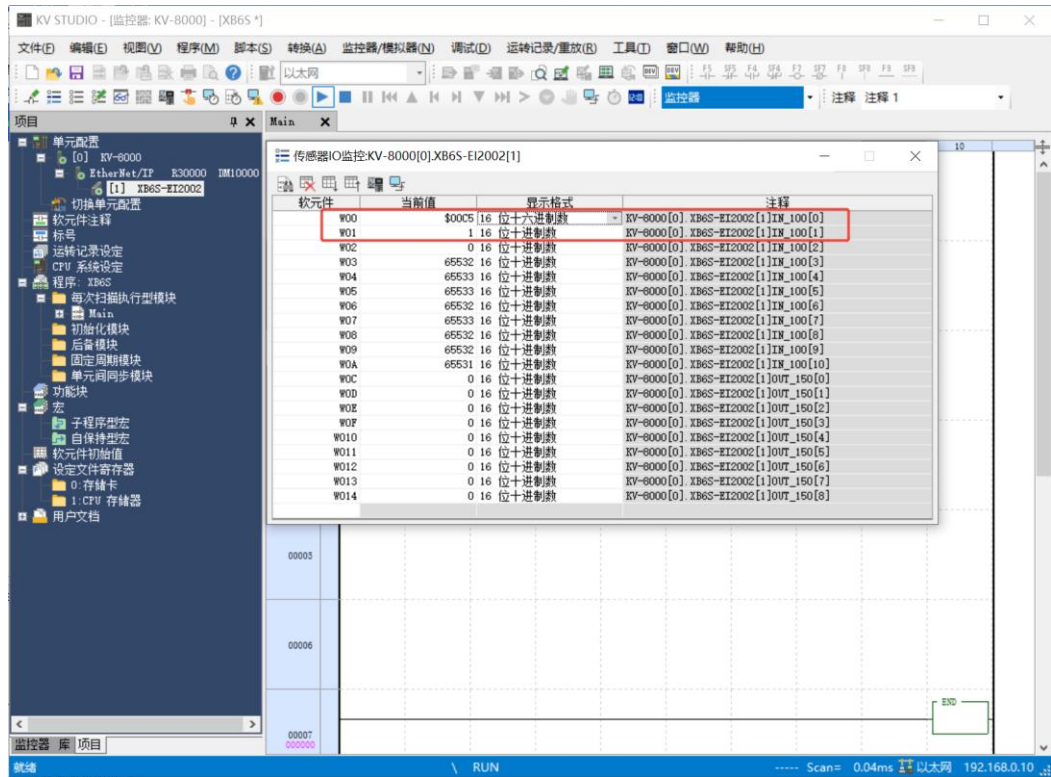 KV STUDIO - [监控器: KV-8000] - [XB6S *]
文件(F) 编辑(E) 视图(V) 程序(M) 脚本(S) 转换(A) 监控器/模拟器(N) 调试(D) 运转记录/重放(R) 工具(T) 窗口(W) 帮助(H)
以太网
监控器 注释 注释 1
项目
Main
单元配置
[0] KV-8000
EtherNet/IP R30000 DM10000
[1] XB6S-EI2002
切换单元配置
软元件注释
标号
运转记录设定
CPU 系统设定
程序: XB6S
每次扫描执行型模块
Main
初始化模块
后备模块
固定周期模块
单元间同步模块
功能块
宏
子程序型宏
自保持型宏
软元件初始值
设定文件寄存器
0:存储卡
1:CPU 存储器
用户文档
10
传感器IO监控:KV-8000[0].XB6S-EI2002[1]
软元件 当前值 显示格式 注释
W00 $00C5 16 位十六进制数 KV-8000[0].XB6S-EI2002[1]IN_100[0]
W01 1 16 位十进制数 KV-8000[0].XB6S-EI2002[1]IN_100[1]
W02 0 16 位十进制数 KV-8000[0].XB6S-EI2002[1]IN_100[2]
W03 65532 16 位十进制数 KV-8000[0].XB6S-EI2002[1]IN_100[3]
W04 65533 16 位十进制数 KV-8000[0].XB6S-EI2002[1]IN_100[4]
W05 65533 16 位十进制数 KV-8000[0].XB6S-EI2002[1]IN_100[5]
W06 65532 16 位十进制数 KV-8000[0].XB6S-EI2002[1]IN_100[6]
W07 65533 16 位十进制数 KV-8000[0].XB6S-EI2002[1]IN_100[7]
W08 65532 16 位十进制数 KV-8000[0].XB6S-EI2002[1]IN_100[8]
W09 65532 16 位十进制数 KV-8000[0].XB6S-EI2002[1]IN_100[9]
W0A 65531 16 位十进制数 KV-8000[0].XB6S-EI2002[1]IN_100[10]
W0C 0 16 位十进制数 KV-8000[0].XB6S-EI2002[1]OUT_150[0]
W0D 0 16 位十进制数 KV-8000[0].XB6S-EI2002[1]OUT_150[1]
W0E 0 16 位十进制数 KV-8000[0].XB6S-EI2002[1]OUT_150[2]
W0F 0 16 位十进制数 KV-8000[0].XB6S-EI2002[1]OUT_150[3]
W010 0 16 位十进制数 KV-8000[0].XB6S-EI2002[1]OUT_150[4]
W011 0 16 位十进制数 KV-8000[0].XB6S-EI2002[1]OUT_150[5]
W012 0 16 位十进制数 KV-8000[0].XB6S-EI2002[1]OUT_150[6]
W013 0 16 位十进制数 KV-8000[0].XB6S-EI2002[1]OUT_150[7]
W014 0 16 位十进制数 KV-8000[0].XB6S-EI2002[1]OUT_150[8]
00005
00006
END
00007
000000
监控器 库 项目
就绪 \ RUN ----- Scan= 0.04ms 以太网 192.168.0.10